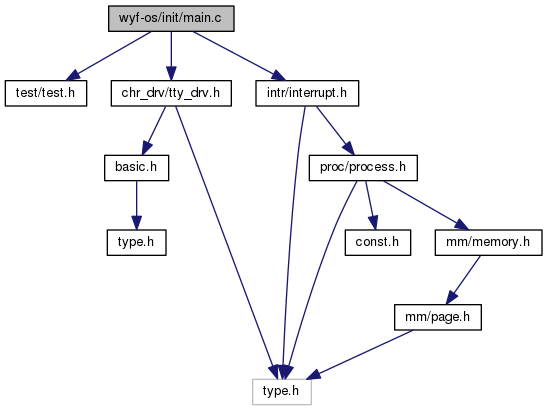 wyf-os/init/main.c
test/test.h
chr_drv/tty_drv.h
intr/interrupt.h
basic.h
proc/process.h
type.h
const.h
mm/memory.h
mm/page.h
type.h